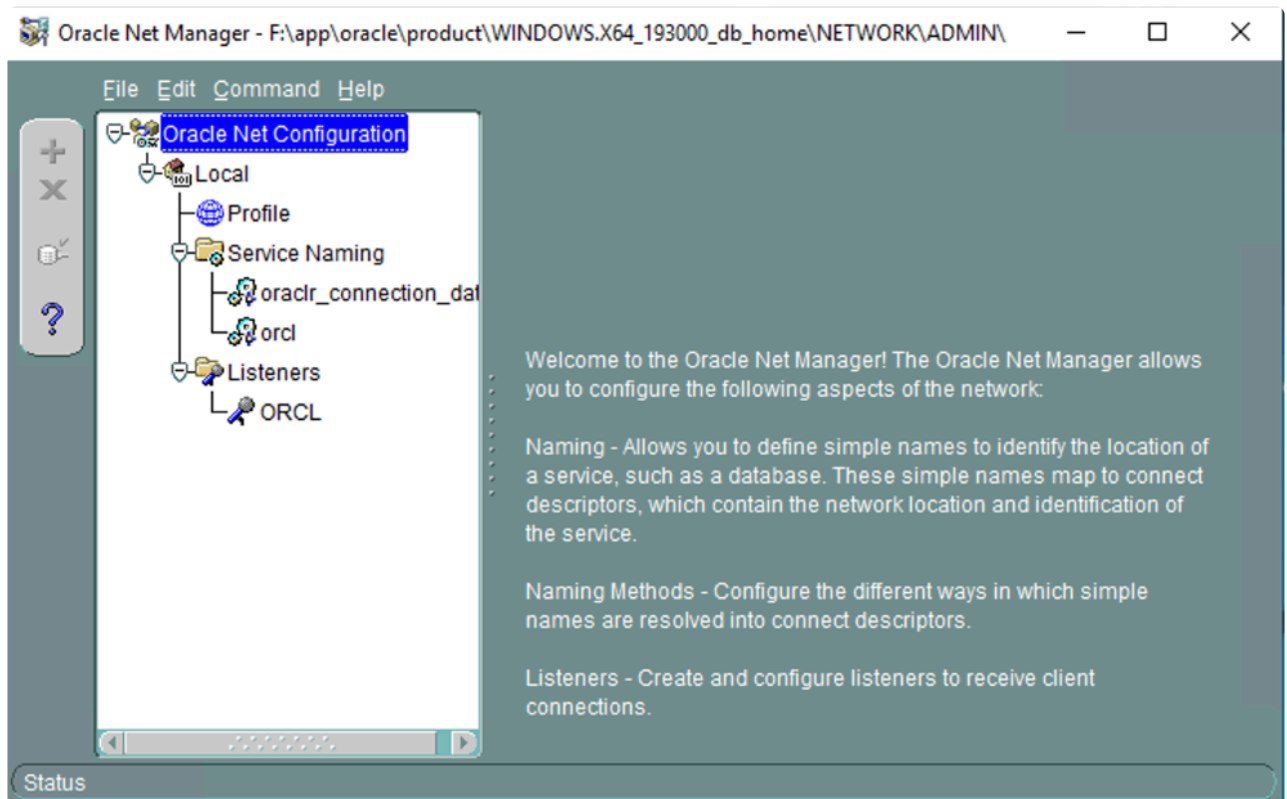 Oracle Net Manager - F:\app\oracle\product\WINDOWS.X64_193000_db_home\NETWORK\ADMIN\
File Edit Command Help
Oracle Net Configuration
Local
Profile
Service Naming
oraclr_connection_dat
orcl
Listeners
ORCL
Welcome to the Oracle Net Manager! The Oracle Net Manager allows
you to configure the following aspects of the network:
Naming - Allows you to define simple names to identify the location of
a service, such as a database. These simple names map to connect
descriptors, which contain the network location and identification of
the service.
Naming Methods - Configure the different ways in which simple
names are resolved into connect descriptors.
Listeners - Create and configure listeners to receive client
connections.
Status